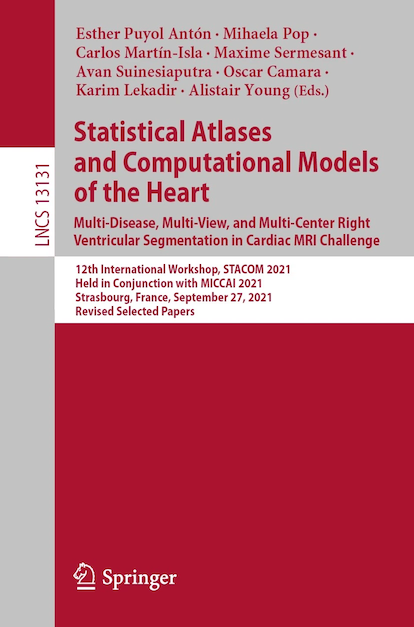 Esther Puyol Antón · Mihaela Pop ·
Carlos Martín-Isla · Maxime Sermesant ·
Avan Suinesiaputra · Oscar Camara ·
Karim Lekadir · Alistair Young (Eds.)
Statistical Atlases
and Computational Models
of the Heart
Multi-Disease, Multi-View, and Multi-Center Right
Ventricular Segmentation in Cardiac MRI Challenge
LNCS 13131
12th International Workshop, STACOM 2021
Held in Conjunction with MICCAI 2021
Strasbourg, France, September 27, 2021
Revised Selected Papers
Springer